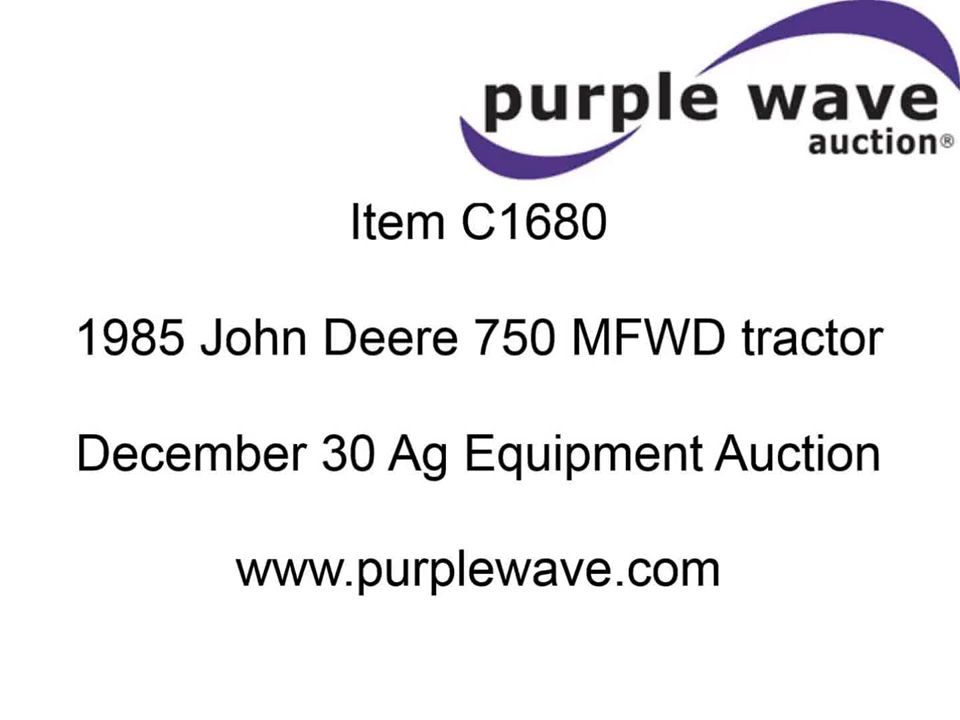 purple wave
auction®
Item C1680
1985 John Deere 750 MFWD tractor
December 30 Ag Equipment Auction
www.purplewave.com